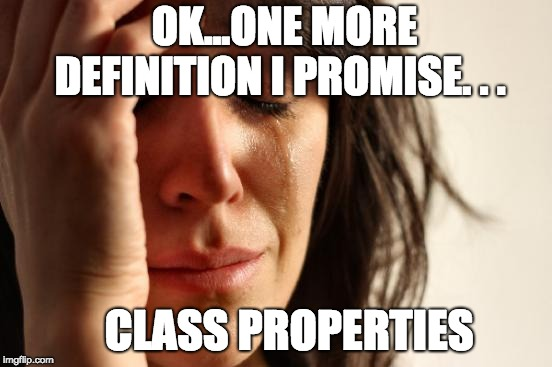 OK...ONE MORE
DEFINITION I PROMISE. . .
CLASS PROPERTIES
imgflip.com